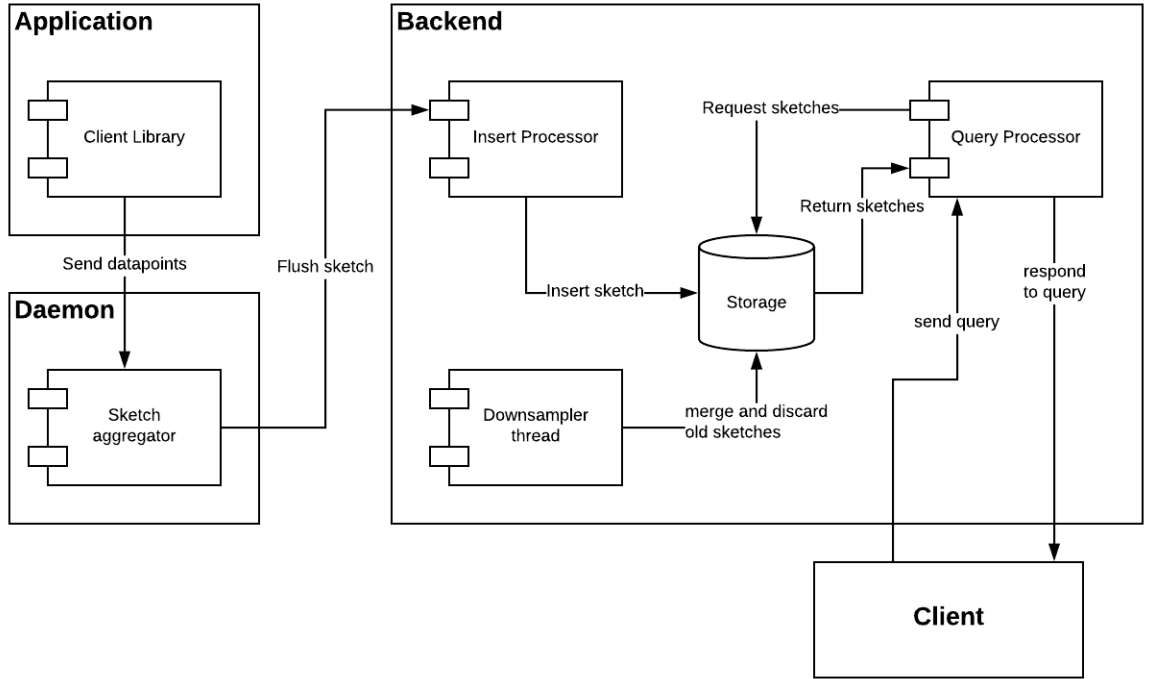 Application
Client Library
Send datapoints
Daemon
Sketch
aggregator
Flush sketch
Backend
Insert Processor
Request sketches
Query Processor
Return sketches
Insert sketch
Storage
respond
to query
send query
Downsampler
thread
merge and discard
old sketches
Client